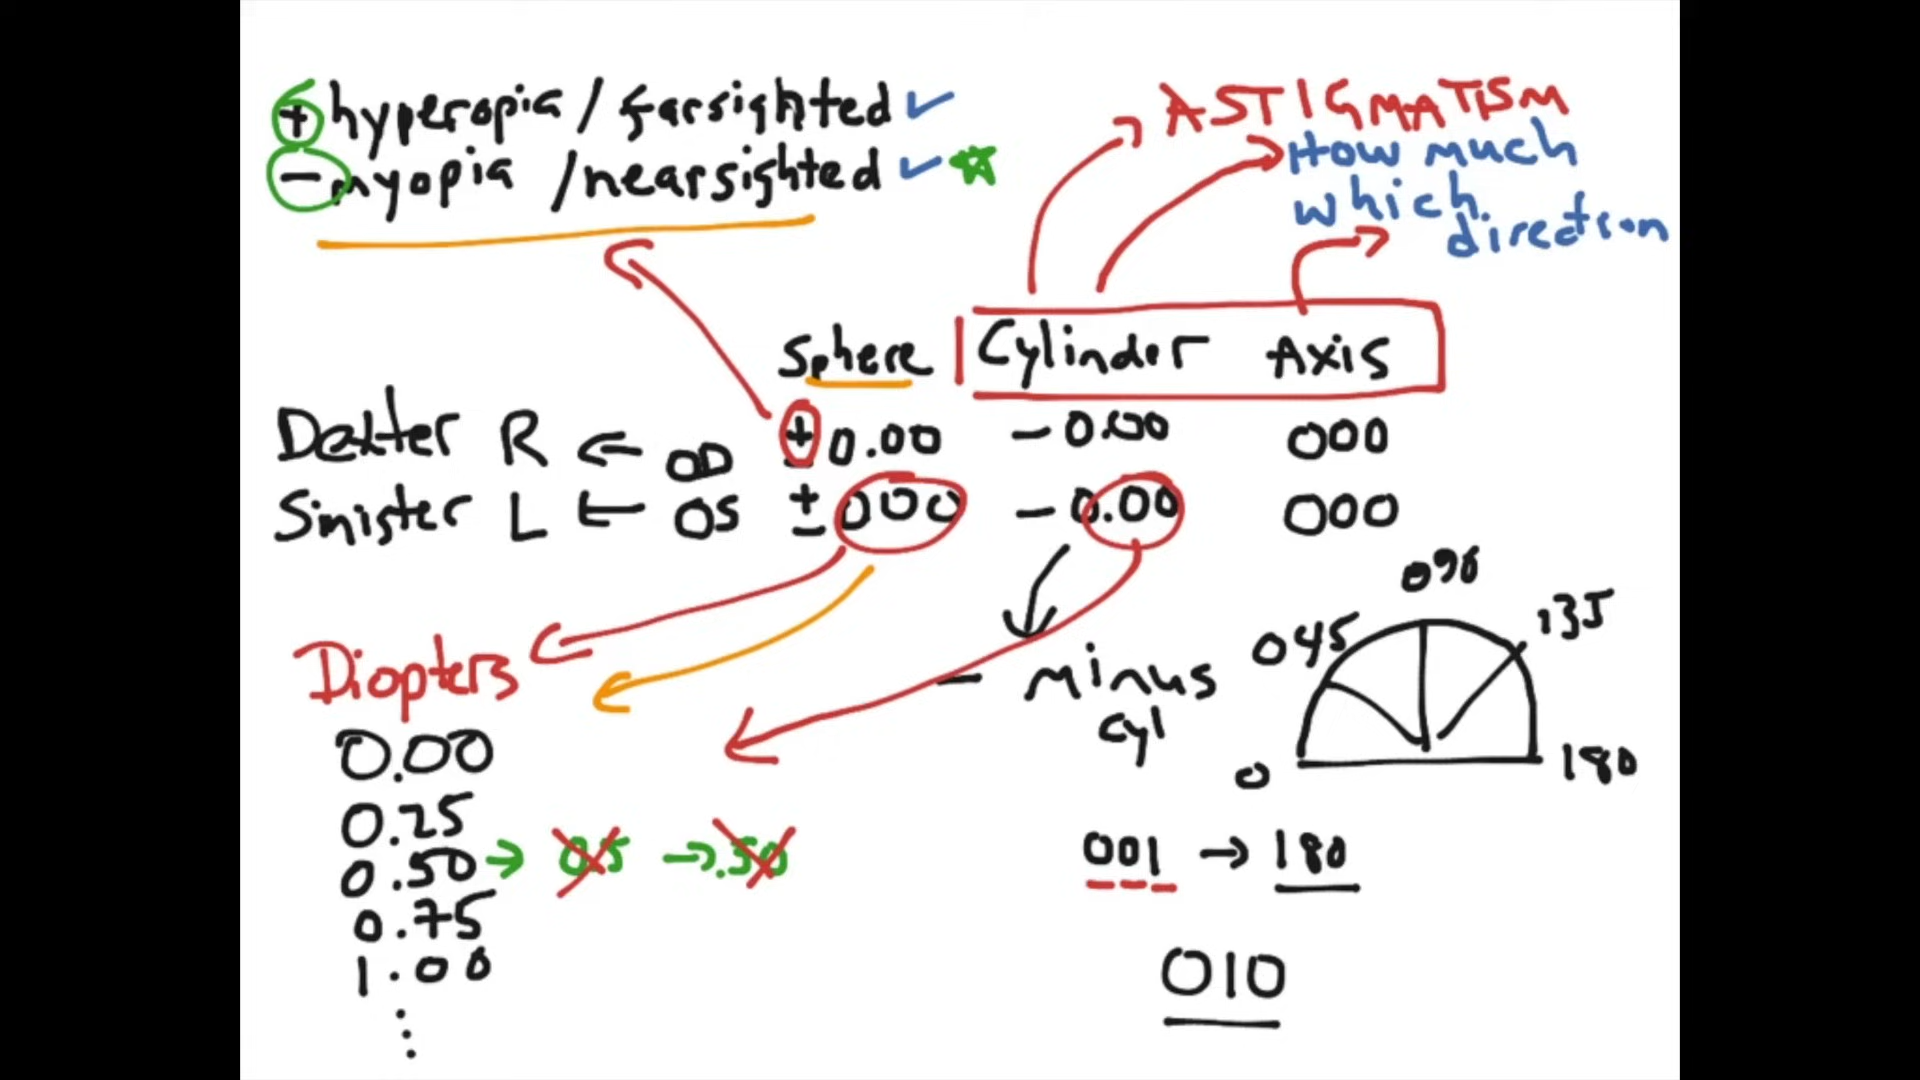 + hyperopia / farsighted ✓
- myopia / nearsighted ✓
ASTIGMATISM
How much
which
direction
Sphere Cylinder Axis
Dexter R ← OD ± 0.00 - 0.00 000
Sinister L ← OS ± 000 - 0.00 000
Diopters
0.00
0.25
0.50 → 0.5 → .50
0.75
1.00
- minus
cyl
090
045
135
0
180
001 → 180
010